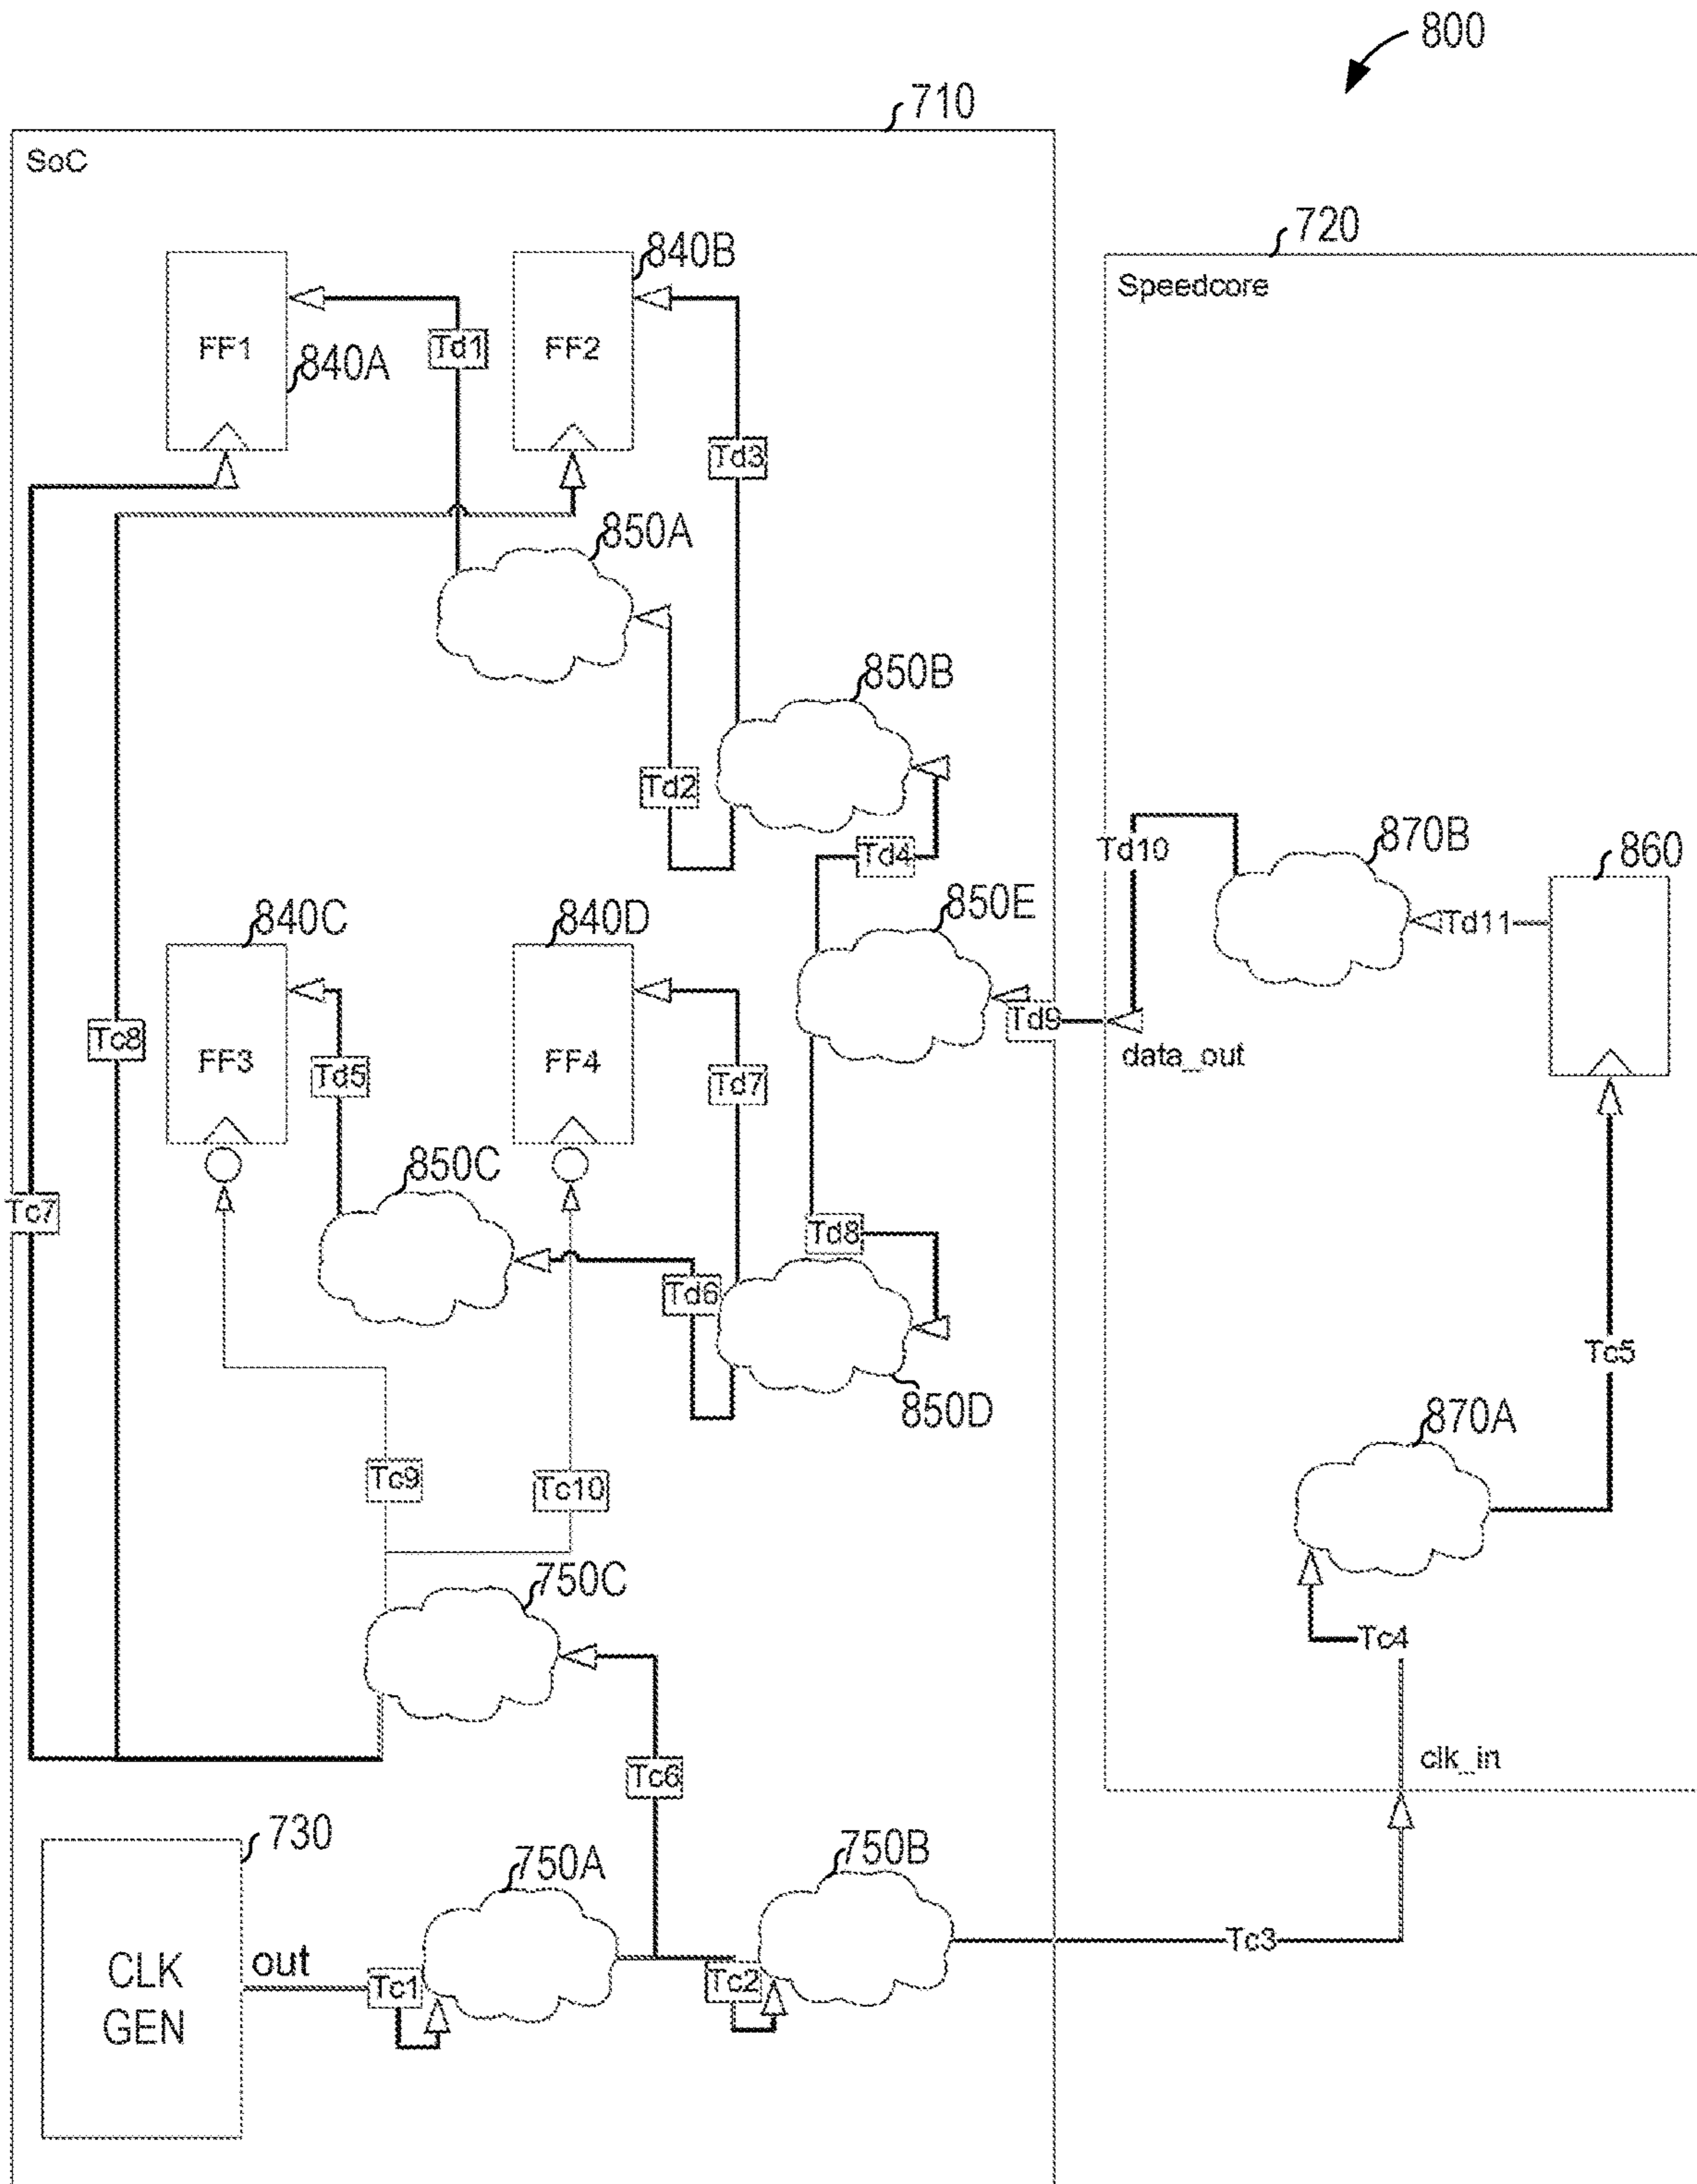 800
710
SoC
720
840B
Speedcore
FF1
Td1
FF2
840A
Td3
850A
850B
Td2
Td4
Td10
870B
860
840C
840D
850E
Td11
Td9
Tc8
FF3
FF4
data_out
Td5
Td7
850C
Tc7
Td8
Td6
Tc5
850D
870A
Tc9
Tc10
750C
Tc4
clk_in
Tc6
730
750A
750B
Tc3
out
CLK
GEN
Tc1
Tc2